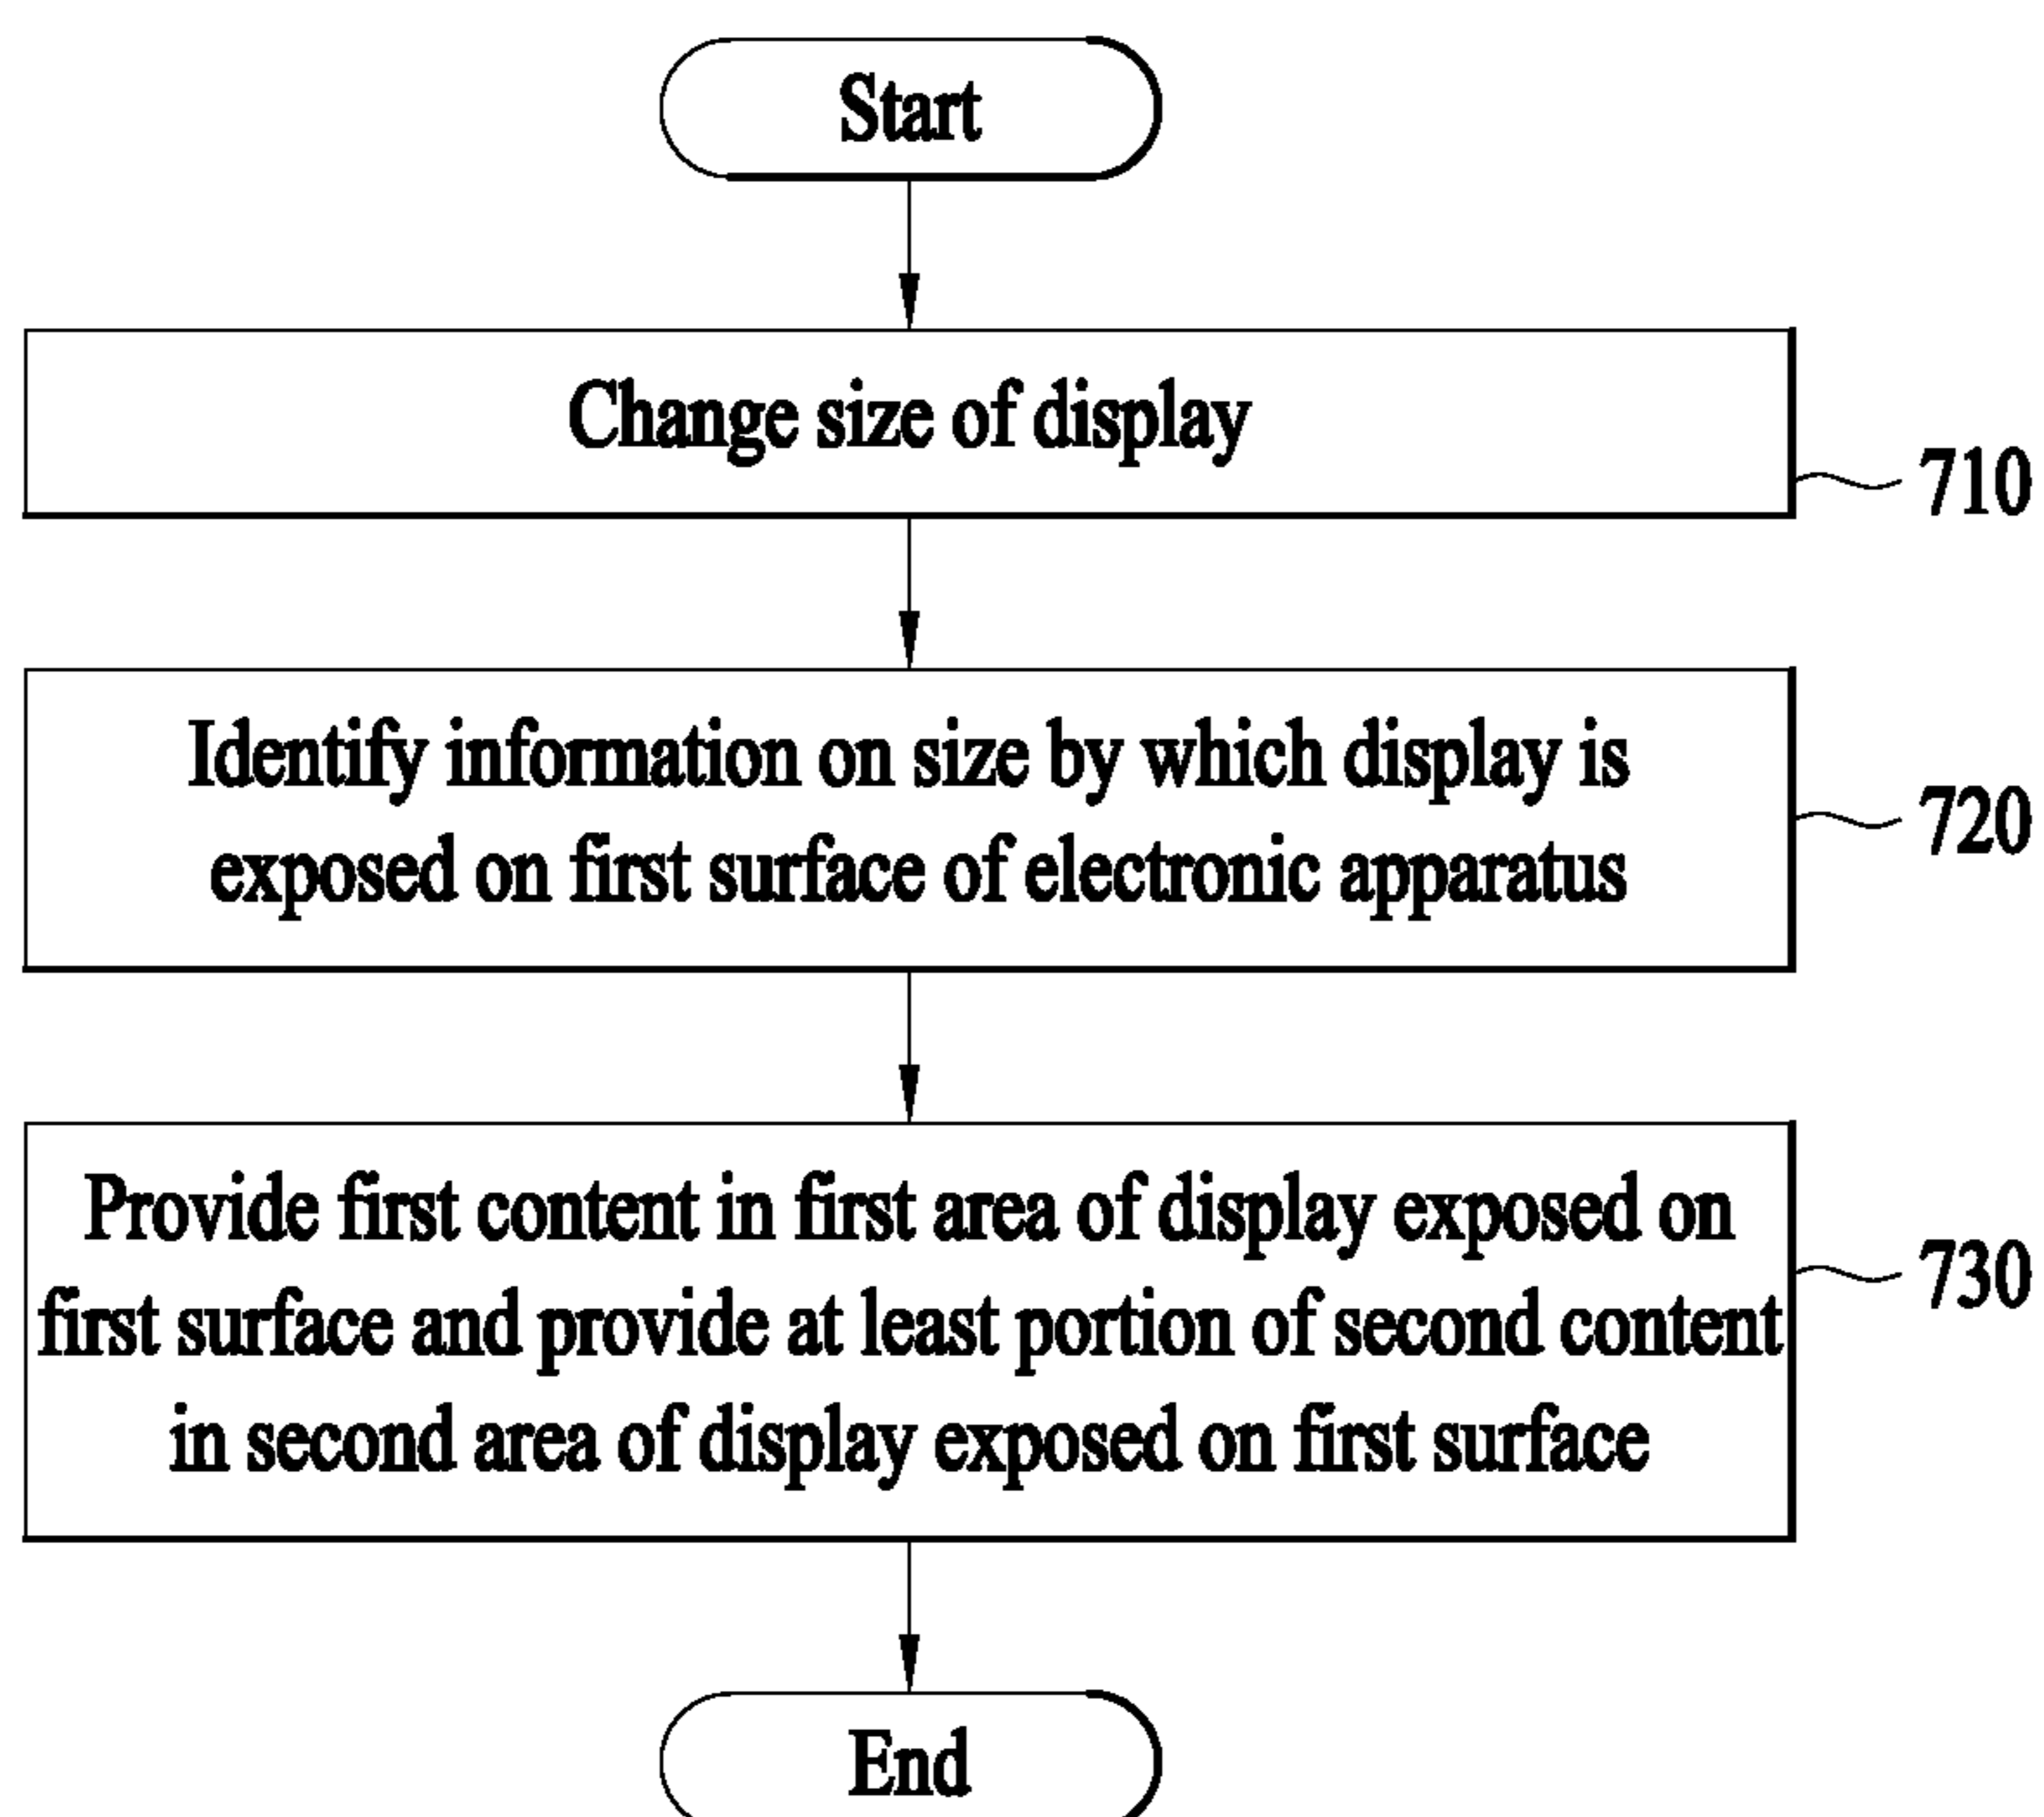 Start
Change size of display
710
Identify information on size by which display is
exposed on first surface of electronic apparatus
720
Provide first content in first area of display exposed on
first surface and provide at least portion of second content
in second area of display exposed on first surface
730
End